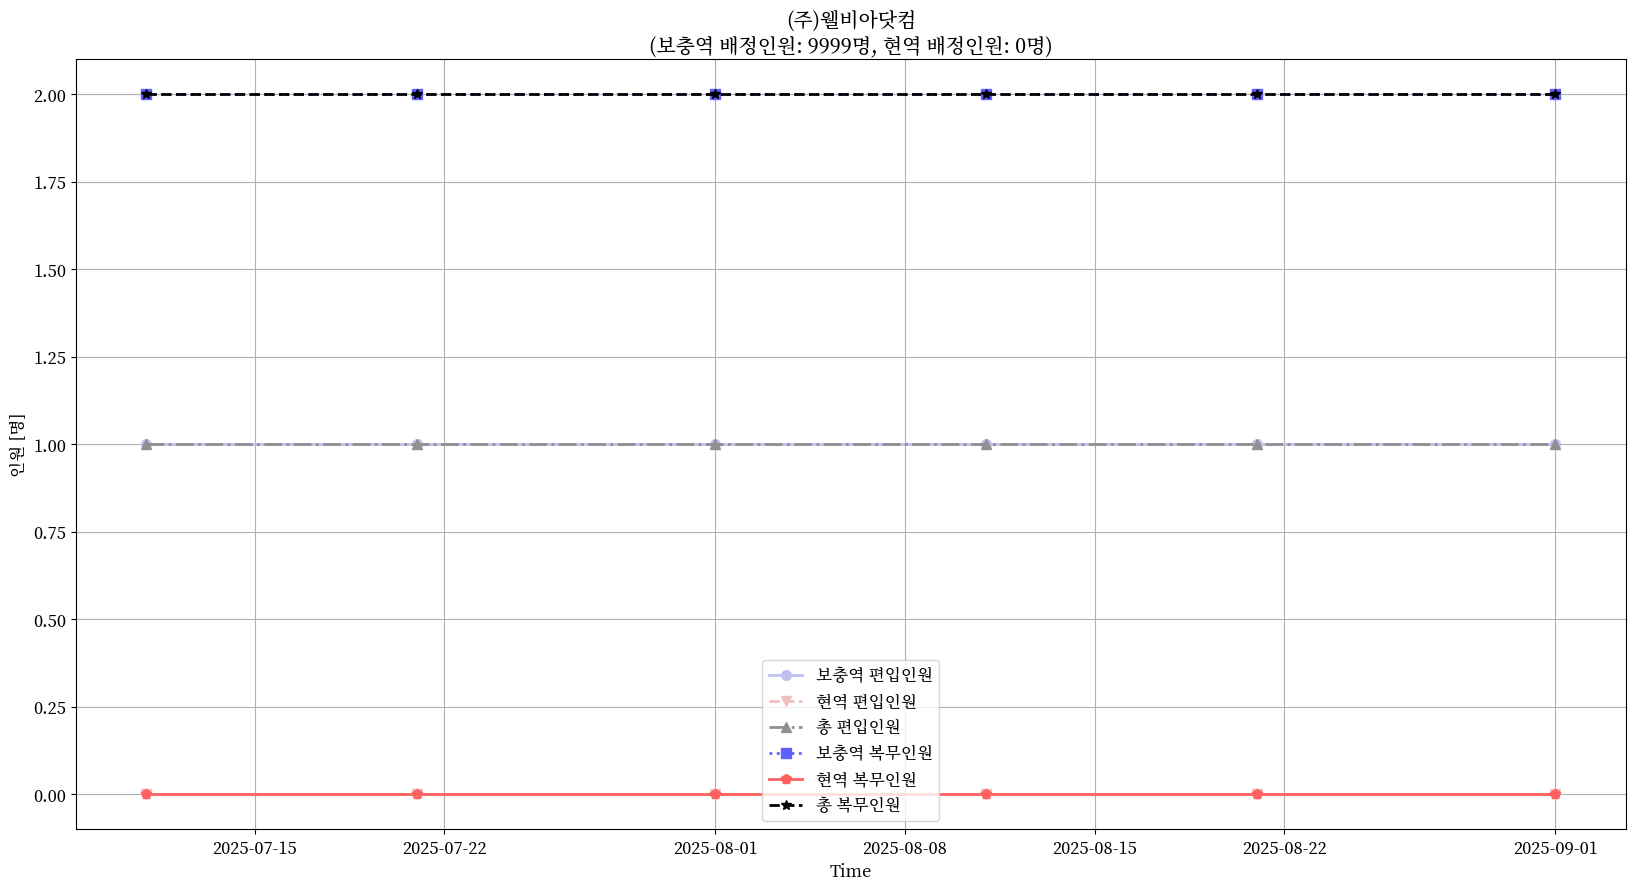 (주)웰비아닷컴
(보충역 배정인원: 9999명, 현역 배정인원: 0명)
2.00
1.75
1.50
1.25
1.00
0.75
0.50
0.25
0.00
인원 [명]
보충역 편입인원
현역 편입인원
총 편입인원
보충역 복무인원
현역 복무인원
총 복무인원
2025-07-15
2025-07-22
2025-08-01
2025-08-08
2025-08-15
2025-08-22
2025-09-01
Time